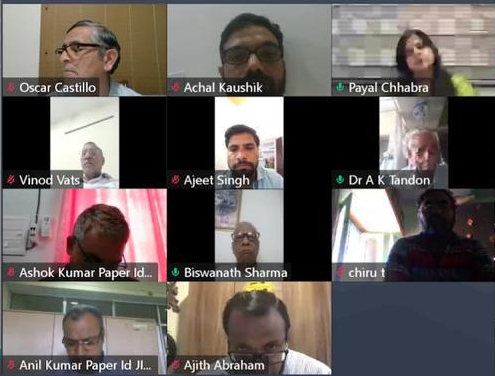 Oscar Castillo
Achal Kaushik
Payal Chhabra
Vinod Vats
Ajeet Singh
Dr A K Tandon
Ashok Kumar Paper Id...
Biswanath Sharma
chiru t
Anil Kumar Paper Id JI...
Ajith Abraham